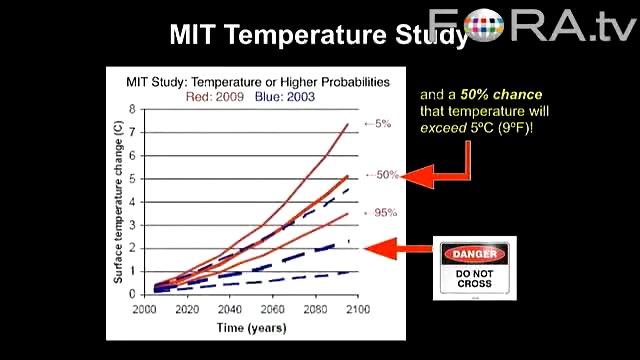 MIT Temperature Study
FORA.tv
MIT Study: Temperature or Higher Probabilities
Red: 2009 Blue: 2003
Surface temperature change (C)
8
7
6
5
4
3
2
1
0
←5%
←50%
←95%
2000 2020 2040 2060 2080 2100
Time (years)
and a 50% chance
that temperature will
exceed 5ºC (9ºF)!
DANGER
DO NOT
CROSS